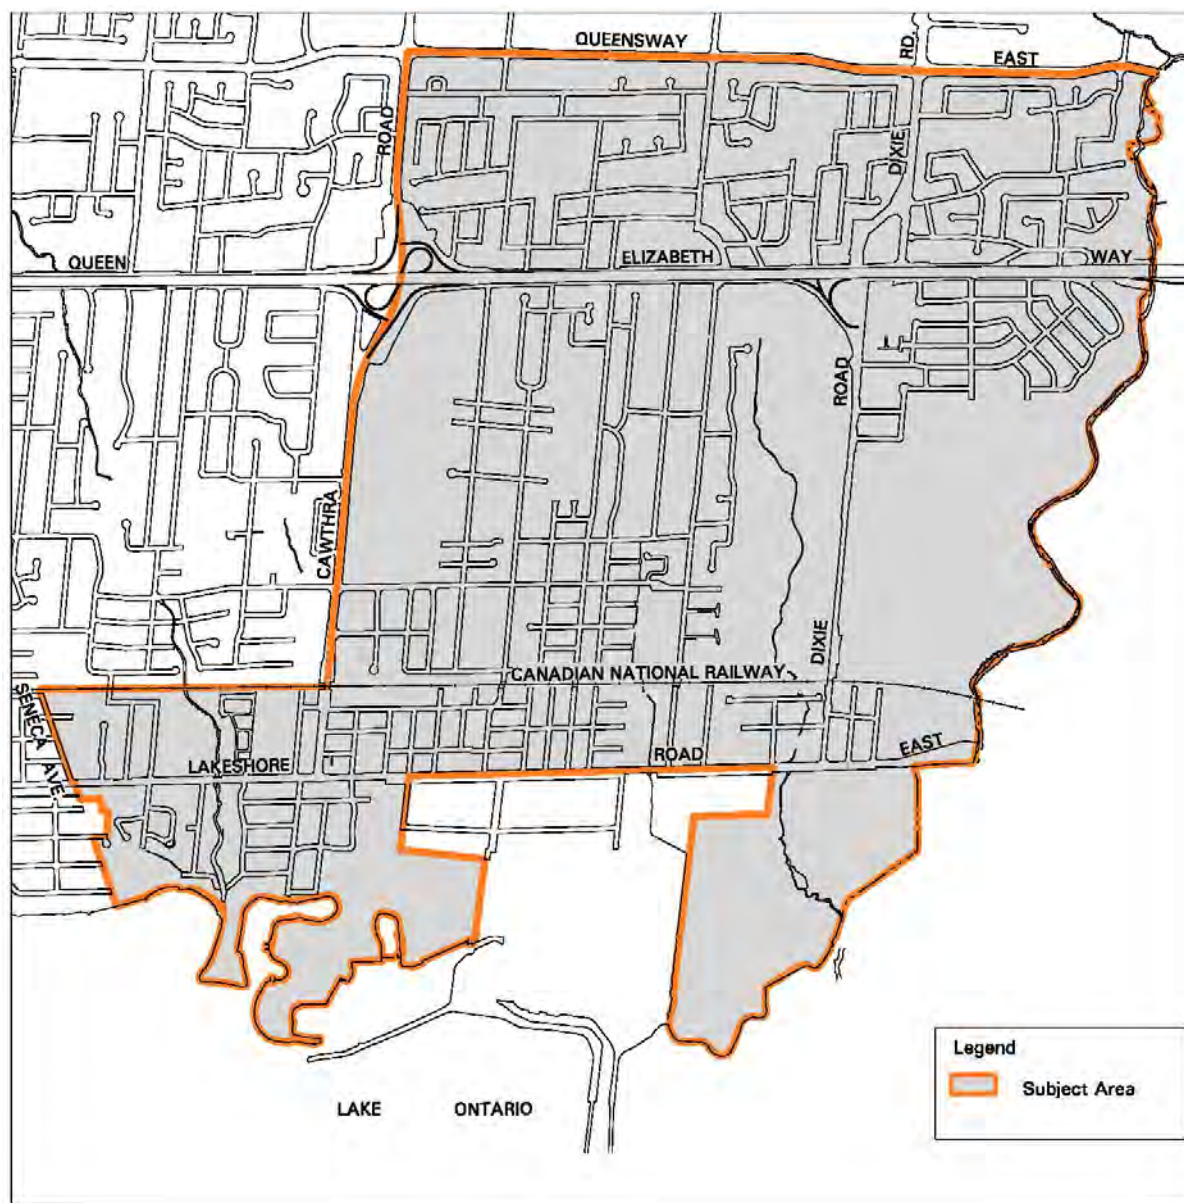 QUEENSWAY
RD.
EAST
ROAD
DIXIE
QUEEN
ELIZABETH
WAY
ROAD
CAWTHRA
DIXIE
CANADIAN NATIONAL RAILWAY
SENECA
AVE.
LAKESHORE
ROAD
EAST
Legend
Subject Area
LAKE
ONTARIO